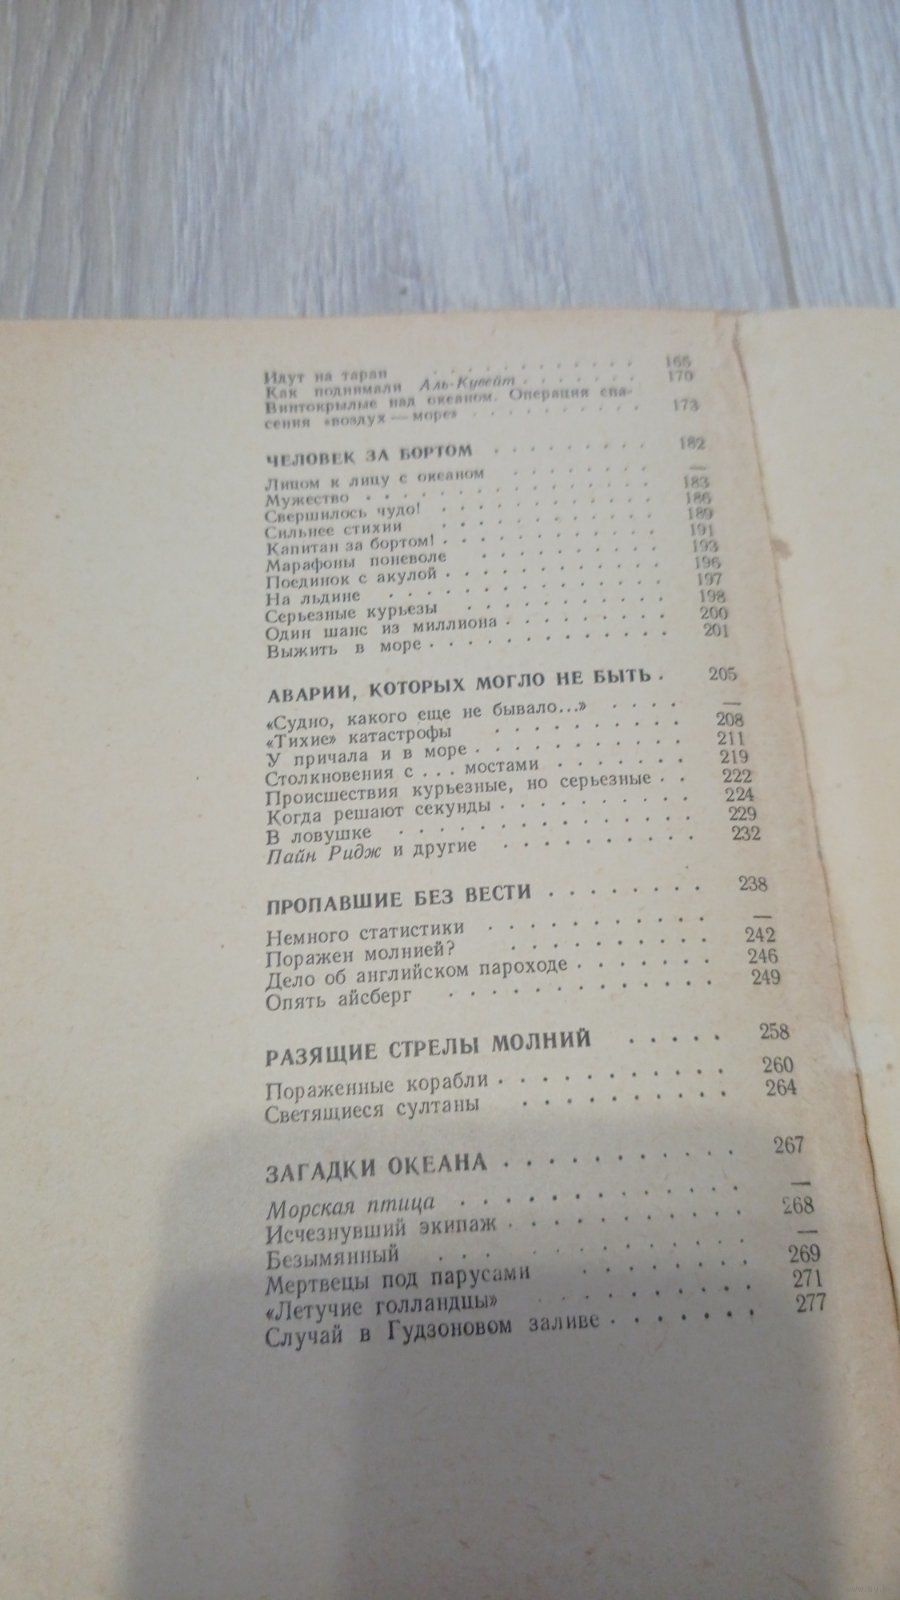 Идут на таран . . . . . . . . . . . . 166
Как поднимали Аль-Кувейт . . . . . . . 170
Винтокрылые над океаном. Операция спа-
сения «воздух — море» . . . . . . . . . . 173
ЧЕЛОВЕК ЗА БОРТОМ . . . . . . . . . 182
Лицом к лицу с океаном . . . . . . . —
Мужество . . . . . . . . . . . . . . 183
Свершилось чудо! . . . . . . . . . . . 186
Сильнее стихии . . . . . . . . . . . 189
Капитан за бортом! . . . . . . . . . . . 191
Марафоны поневоле . . . . . . . . . 193
Поединок с акулой . . . . . . . . . . . 196
На льдине . . . . . . . . . . . . . . 197
Серьезные курьезы . . . . . . . . . . 198
Один шанс из миллиона . . . . . . . . 200
Выжить в море . . . . . . . . . . . . 201
АВАРИИ, КОТОРЫХ МОГЛО НЕ БЫТЬ . 205
«Судно, какого еще не бывало...» . . . . —
«Тихие» катастрофы . . . . . . . . . 208
У причала и в море . . . . . . . . . . 211
Столкновения с . . . мостами . . . . . . 219
Происшествия курьезные, но серьезные . . 222
Когда решают секунды . . . . . . . . . 224
В ловушке . . . . . . . . . . . . . 229
Пайн Ридж и другие . . . . . . . . . 232
ПРОПАВШИЕ БЕЗ ВЕСТИ . . . . . . . . 238
Немного статистики . . . . . . . . . . —
Поражен молнией? . . . . . . . . . 242
Дело об английском пароходе . . . . . . 246
Опять айсберг . . . . . . . . . . . . 249
РАЗЯЩИЕ СТРЕЛЫ МОЛНИЙ . . . . . 258
Пораженные корабли . . . . . . . . . . 260
Светящиеся султаны . . . . . . . . . 264
ЗАГАДКИ ОКЕАНА . . . . . . . . . . . 267
Морская птица . . . . . . . . . . . . —
Исчезнувший экипаж . . . . . . . . . . 268
Безымянный . . . . . . . . . . . . —
Мертвецы под парусами . . . . . . . . 269
«Летучие голландцы» . . . . . . . . . 271
Случай в Гудзоновом заливе . . . . . . . 277